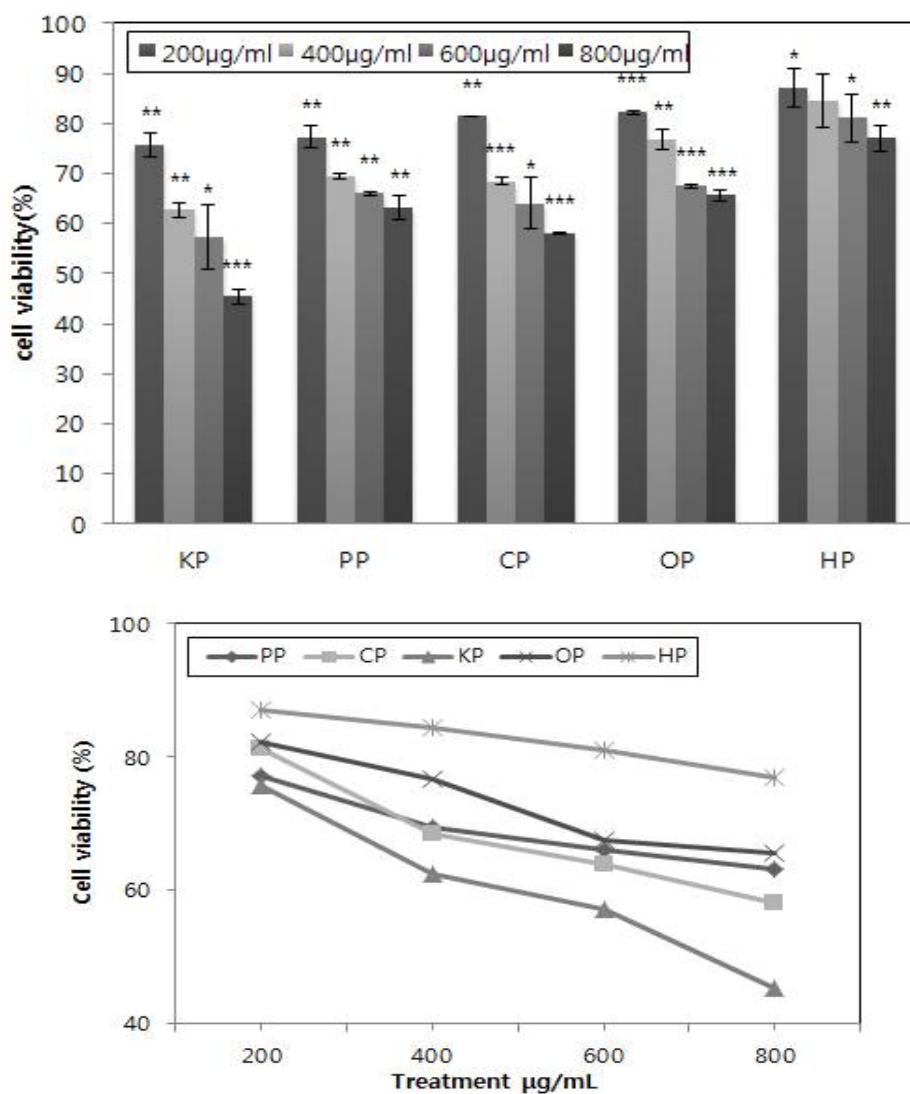 100
200µg/ml 400µg/ml 600µg/ml 800µg/ml
90
80
70
60
50
40
30
20
10
0
cell viability(%)
** ** * ***
** ** ** **
** *** * ***
*** ** *** ***
* * **
KP PP CP OP HP
100
PP CP KP OP HP
80
60
40
Cell viability (%)
200 400 600 800
Treatment µg/mL